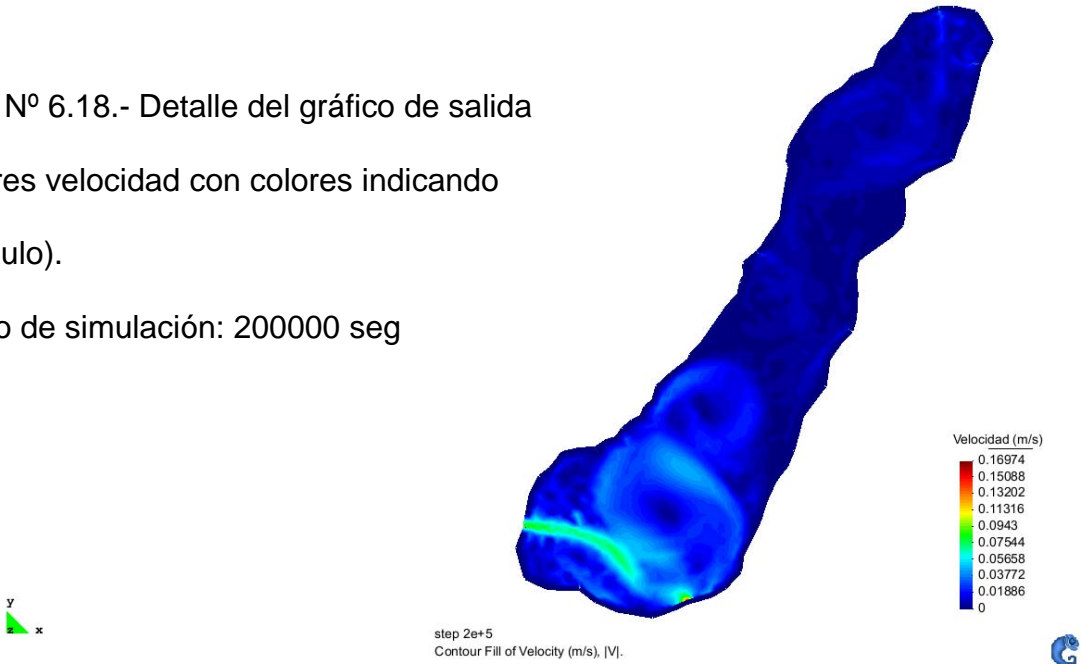 Nº 6.18.- Detalle del gráfico de salida
res velocidad con colores indicando
ulo).
o de simulación: 200000 seg
Velocidad (m/s)
0.16974
0.15088
0.13202
0.11316
0.0943
0.07544
0.05658
0.03772
0.01886
0
y
z x
step 2e+5
Contour Fill of Velocity (m/s), |V|.